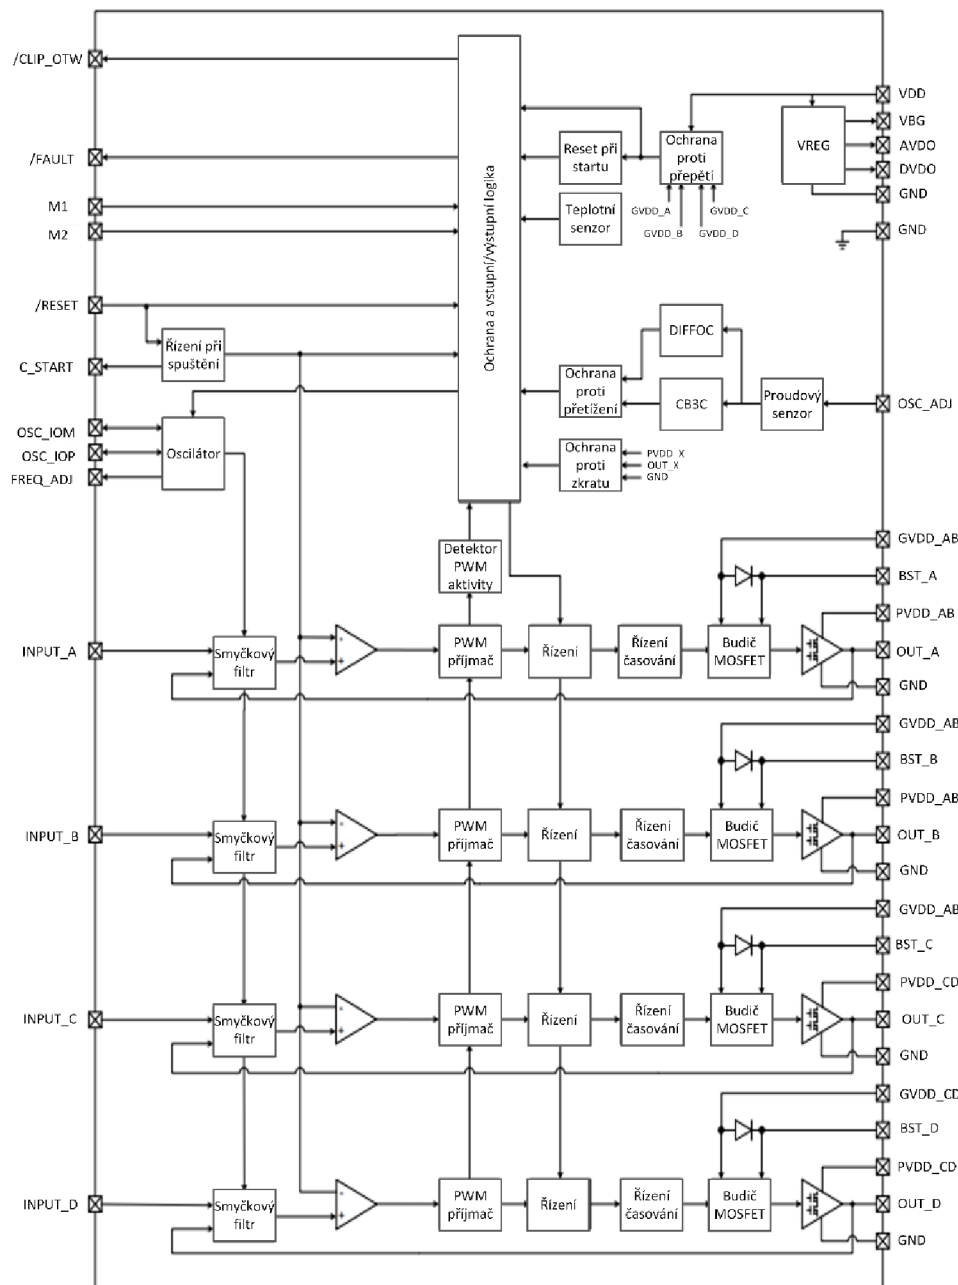 /CLIP_OTW
/FAULT
M1
M2
/RESET
C_START
OSC_IOM
OSC_IOP
FREQ_ADJ
Řízení při
spuštění
Oscilátor
Ochrana a vstupní/výstupní logika
Reset při
startu
Teplotní
senzor
Ochrana
proti
přepětí
GVDD_A
GVDD_C
GVDD_B
GVDD_D
VREG
VDD
VBG
AVDO
DVDO
GND
GND
DIFFOC
CB3C
Ochrana
proti
přetížení
Proudový
senzor
OSC_ADJ
Ochrana
proti
zkratu
PVDD_X
OUT_X
GND
Detektor
PWM
aktivity
GVDD_AB
BST_A
PVDD_AB
INPUT_A
Smyčkový
filtr
-
+
PWM
příjmač
Řízení
Řízení
časování
Budič
MOSFET
OUT_A
GND
GVDD_AB
BST_B
PVDD_AB
INPUT_B
Smyčkový
filtr
-
+
PWM
příjmač
Řízení
Řízení
časování
Budič
MOSFET
OUT_B
GND
GVDD_AB
BST_C
PVDD_CD
INPUT_C
Smyčkový
filtr
-
+
PWM
příjmač
Řízení
Řízení
časování
Budič
MOSFET
OUT_C
GND
GVDD_CD
BST_D
PVDD_CD
INPUT_D
Smyčkový
filtr
-
+
PWM
příjmač
Řízení
Řízení
časování
Budič
MOSFET
OUT_D
GND